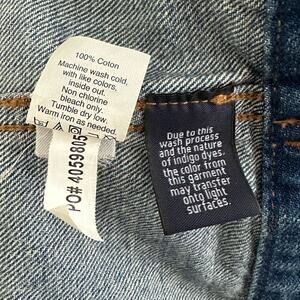 100% Coton
Machine wash cold,
with like colors,
inside out.
Non chlorine
bleach only.
Tumble dry low.
Warm iron as needed.
PO# 4059805
Due to this
wash process
and the nature
of indigo dyes,
the color from
this garment
may transfer
onto light
surfaces.